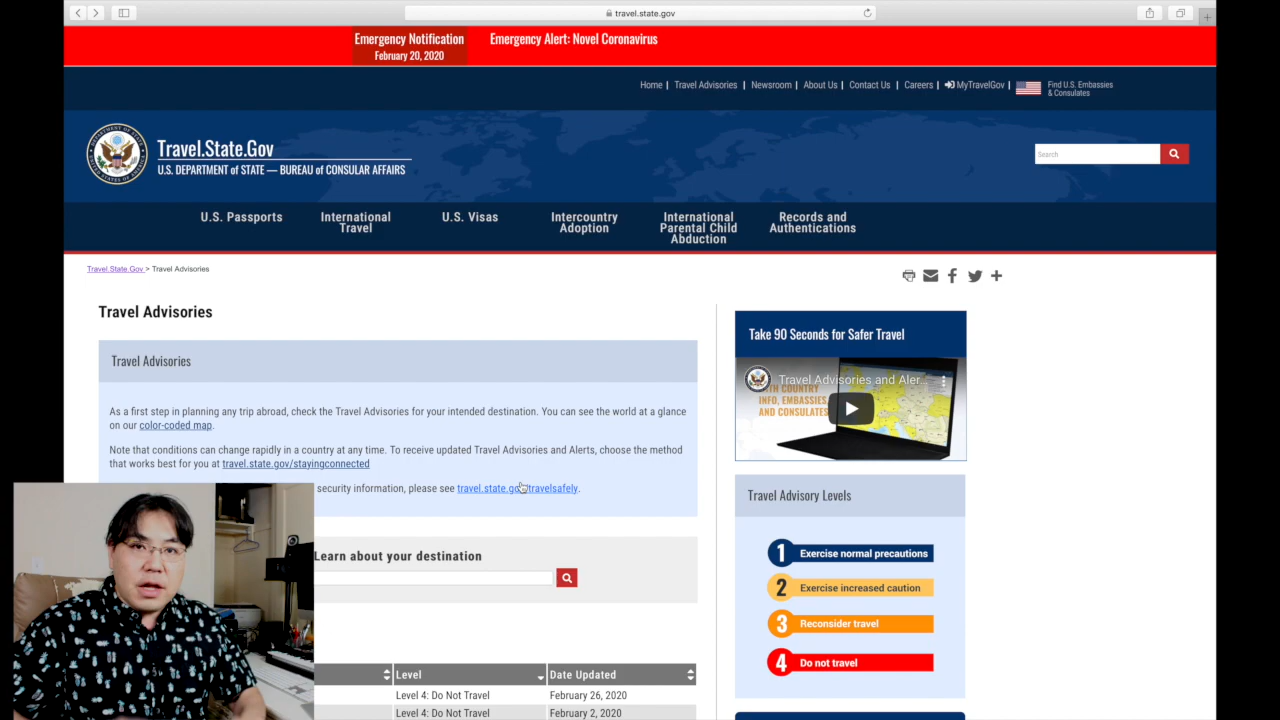 travel.state.gov
Emergency Notification
February 20, 2020
Emergency Alert: Novel Coronavirus
Home | Travel Advisories | Newsroom | About Us | Contact Us | Careers | MyTravelGov |
Find U.S. Embassies
& Consulates
Travel.State.Gov
U.S. DEPARTMENT of STATE — BUREAU of CONSULAR AFFAIRS
Search
U.S. Passports
International
Travel
U.S. Visas
Intercountry
Adoption
International
Parental Child
Abduction
Records and
Authentications
Travel.State.Gov > Travel Advisories
Travel Advisories
Travel Advisories
As a first step in planning any trip abroad, check the Travel Advisories for your intended destination. You can see the world at a glance
on our color-coded map.
Note that conditions can change rapidly in a country at any time. To receive updated Travel Advisories and Alerts, choose the method
that works best for you at travel.state.gov/stayingconnected
security information, please see travel.state.gov/travelsafely.
Learn about your destination
Level
Date Updated
Level 4: Do Not Travel
February 26, 2020
Level 4: Do Not Travel
February 2, 2020
Take 90 Seconds for Safer Travel
Travel Advisories and Aler...
INFO, EMBASSIES,
AND CONSULATES
Travel Advisory Levels
1 Exercise normal precautions
2 Exercise increased caution
3 Reconsider travel
4 Do not travel